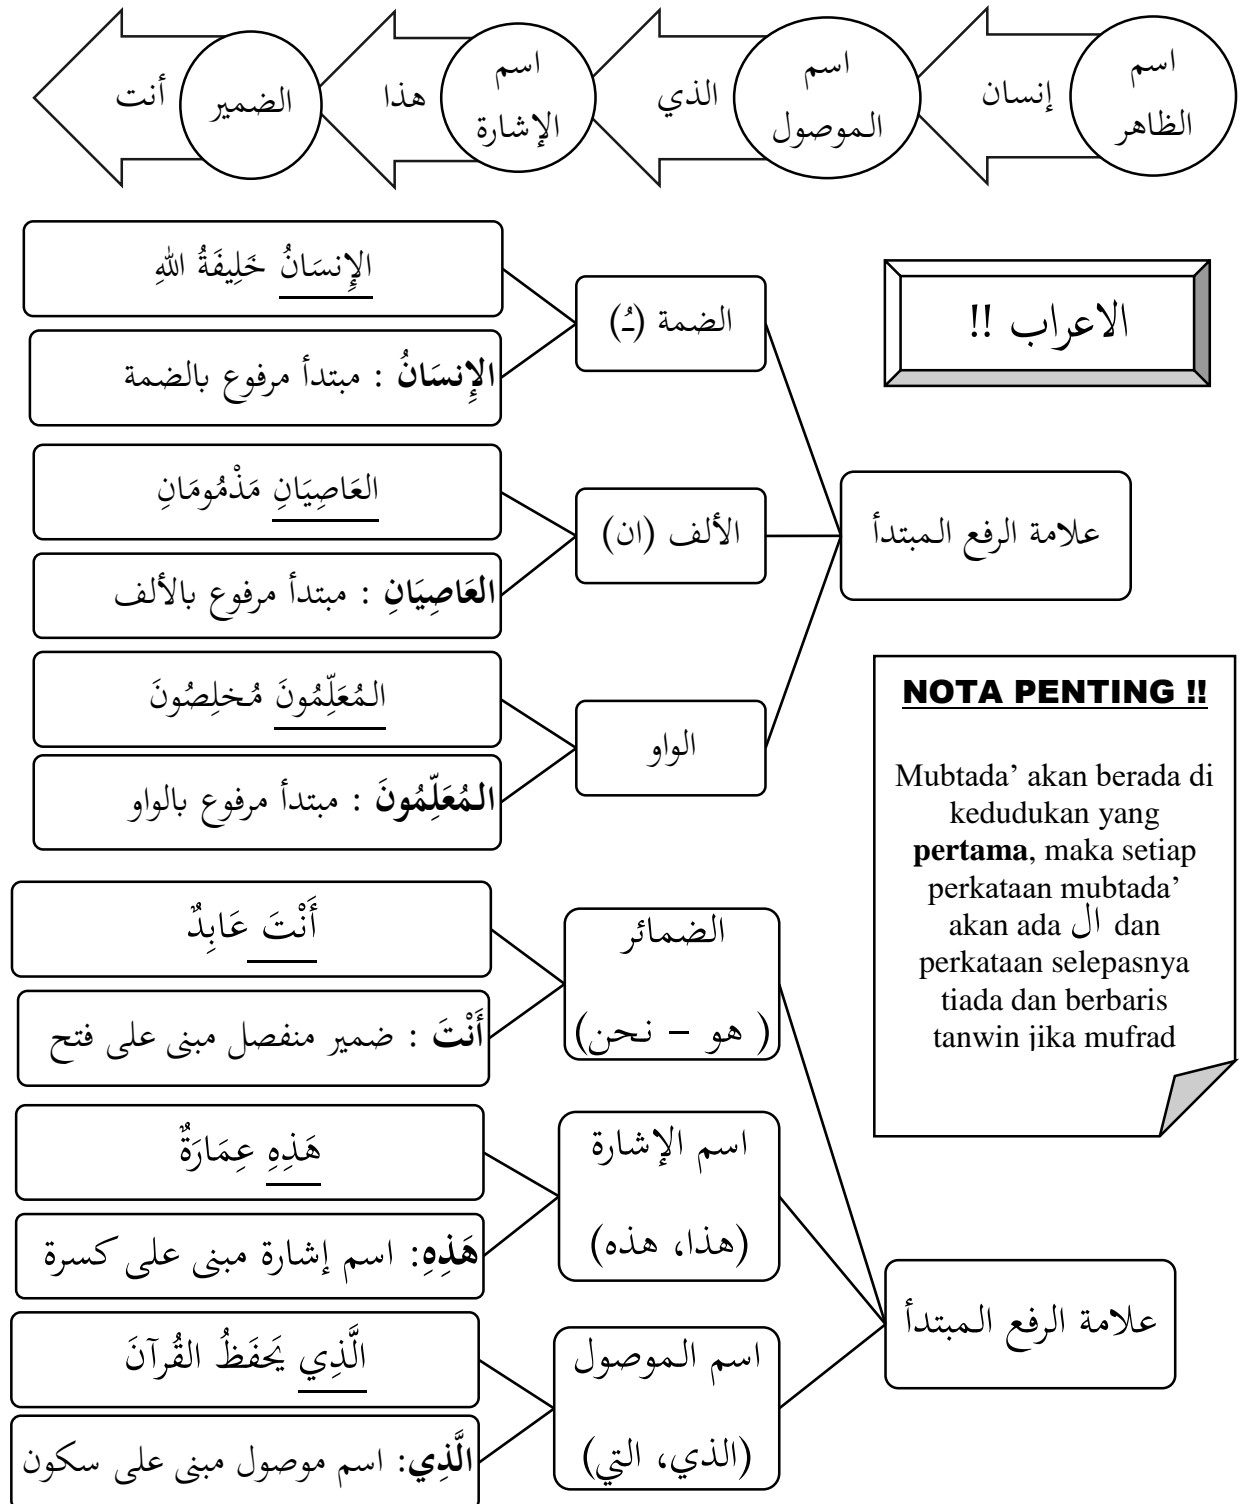 اسم
الظاهر
إنسان
اسم
الموصول
الذي
اسم
الإشارة
هذا
الضمير
أنت
الاعراب !!
علامة الرفع المبتدأ
الضمة (ـُ)
الإِنسَانُ خَلِيفَةُ اللهِ
الإِنسَانُ : مبتدأ مرفوع بالضمة
الألف (ان)
العَاصِيَانِ مَذْمُومَانِ
العَاصِيَانِ : مبتدأ مرفوع بالألف
الواو
المُعَلِّمُونَ مُخلِصُونَ
المُعَلِّمُونَ : مبتدأ مرفوع بالواو
NOTA PENTING !!
Mubtada’ akan berada di
kedudukan yang
pertama, maka setiap
perkataan mubtada’
akan ada ال dan
perkataan selepasnya
tiada dan berbaris
tanwin jika mufrad
علامة الرفع المبتدأ
الضمائر
( هو – نحن)
أَنْتَ عَابِدٌ
أَنْتَ : ضمير منفصل مبنى على فتح
اسم الإشارة
(هذا، هذه)
هَذِهِ عِمَارَةٌ
هَذِهِ: اسم إشارة مبنى على كسرة
اسم الموصول
(الذي، التي)
الَّذِي يَحفَظُ القُرآنَ
الَّذِي: اسم موصول مبنى على سكون